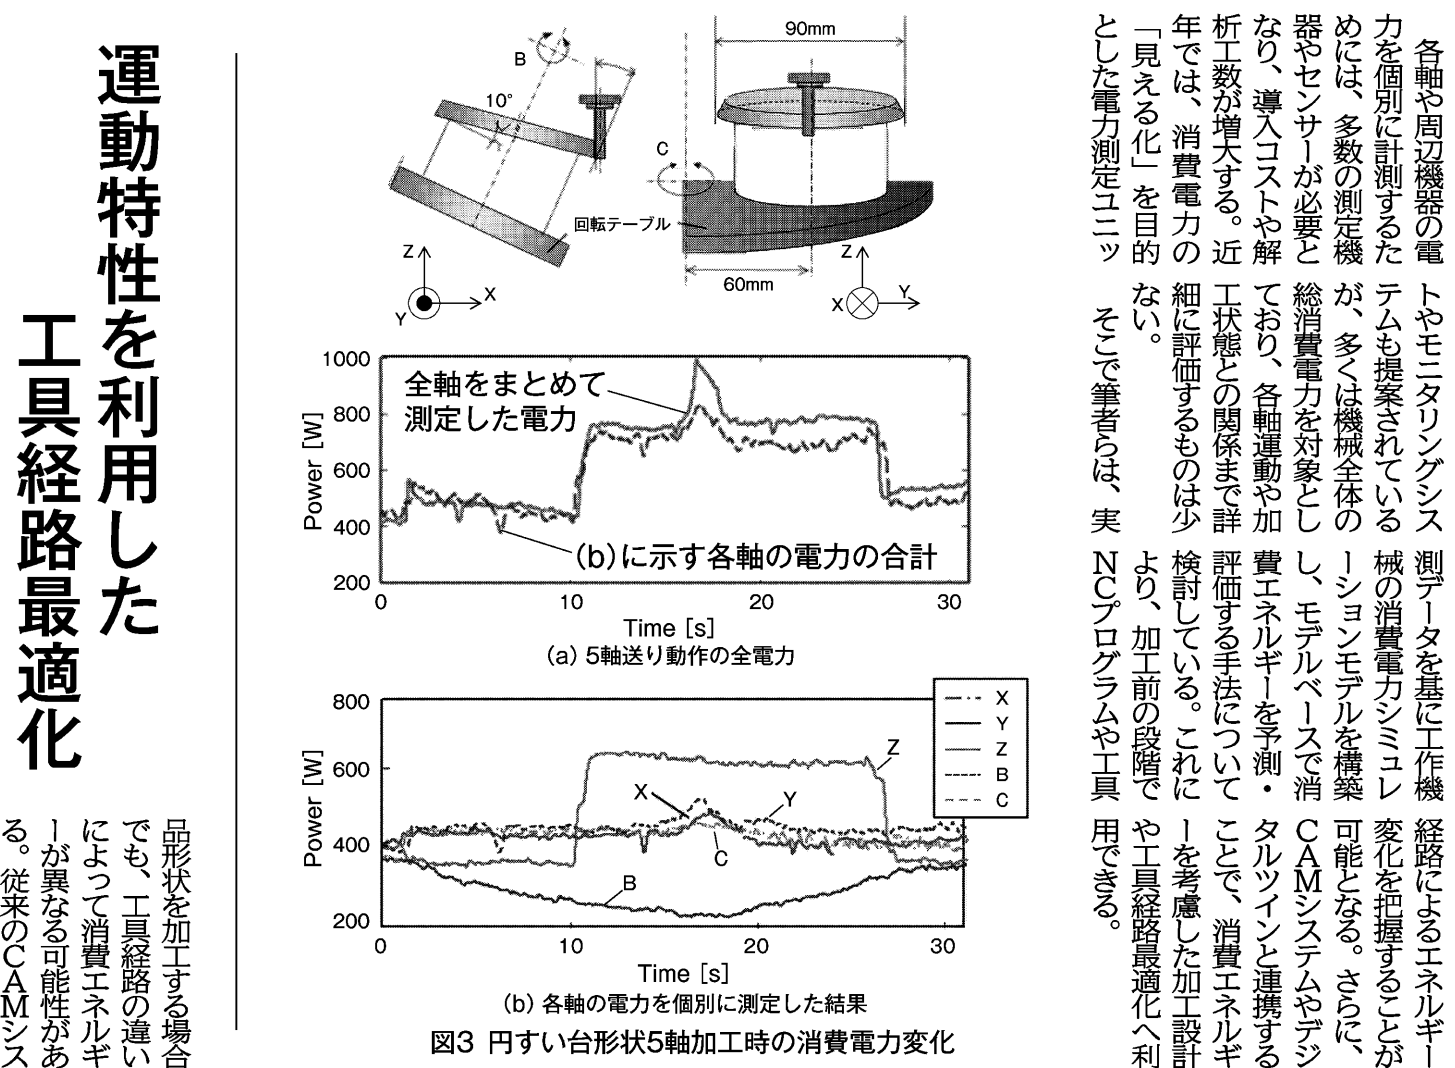 各軸や周辺機器の電
力を個別に計測するた
めには、多数の測定機
器やセンサーが必要と
なり、導入コストや解
析工数が増大する。近
年では、消費電力の
「見える化」を目的
とした電力測定ユニッ
トやモニタリングシス
テムも提案されている
が、多くは機械全体の
総消費電力を対象とし
ており、各軸運動や加
工状態との関係まで詳
細に評価するものは少
ない。
そこで筆者らは、実
測データを基に工作機
械の消費電力シミュレ
ーションモデルを構築
し、モデルベースで消
費エネルギーを予測・
評価する手法について
検討している。これに
より、加工前の段階で
NCプログラムや工具
経路によるエネルギー
変化を把握することが
可能となる。さらに、
CAMシステムやデジ
タルツインと連携する
ことで、消費エネルギ
ーを考慮した加工設計
や工具経路最適化へ利
用できる。
B
10°
回転テーブル
Z
X
Y
90mm
C
60mm
Z
Y
X
1000
800
600
400
200
Power [W]
全軸をまとめて
測定した電力
(b)に示す各軸の電力の合計
0 10 20 30
Time [s]
(a) 5軸送り動作の全電力
800
600
400
200
Power [W]
X
Y
Z
B
C
Z
X
Y
C
B
0 10 20 30
Time [s]
(b) 各軸の電力を個別に測定した結果
図3 円すい台形状5軸加工時の消費電力変化
運動特性を利用した
工具経路最適化
品形状を加工する場合
でも、工具経路の違い
によって消費エネルギ
ーが異なる可能性があ
る。従来のCAMシス